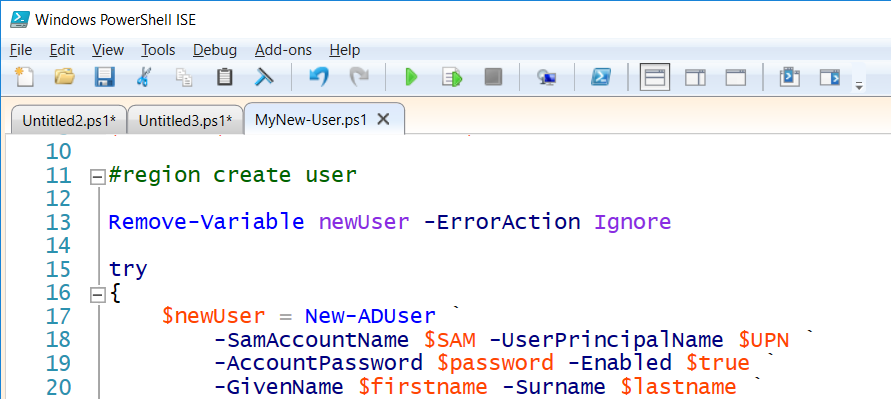 Windows PowerShell ISE
File Edit View Tools Debug Add-ons Help
Untitled2.ps1* Untitled3.ps1* MyNew-User.ps1
10
11 #region create user
12
13 Remove-Variable newUser -ErrorAction Ignore
14
15 try
16 {
17 $newUser = New-ADUser `
18 -SamAccountName $SAM -UserPrincipalName $UPN `
19 -AccountPassword $password -Enabled $true `
20 -GivenName $firstname -Surname $lastname `